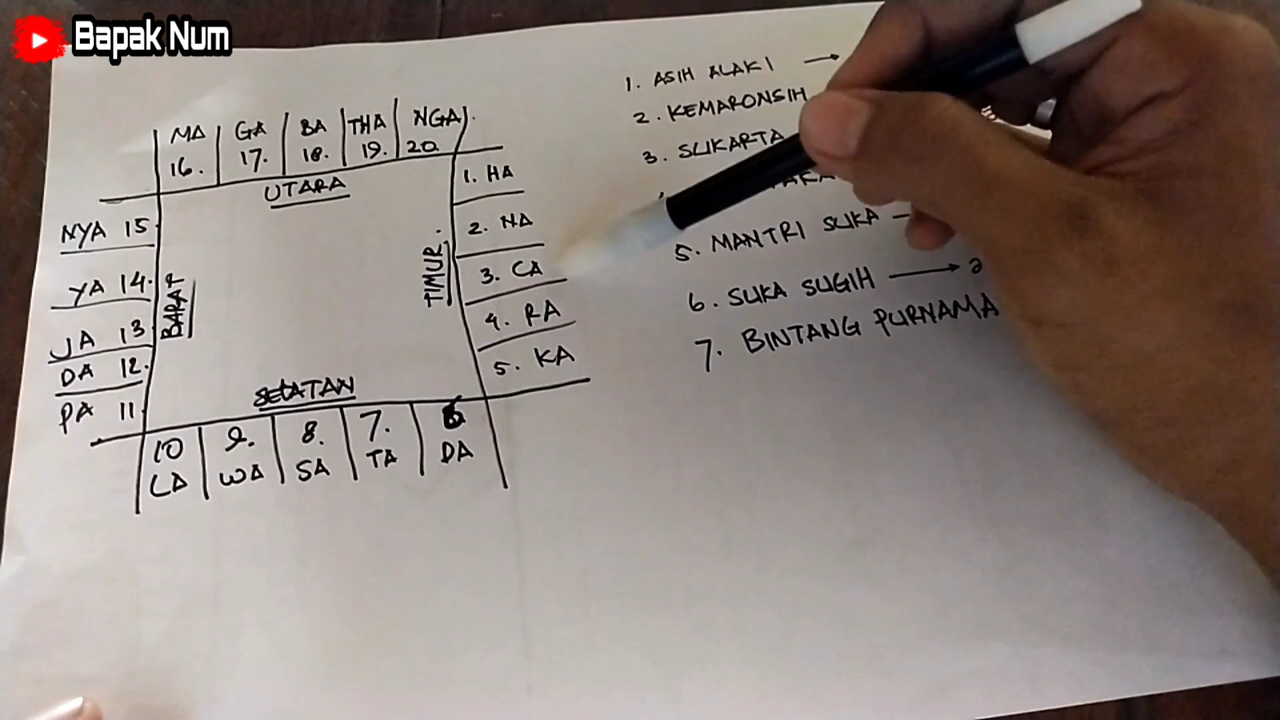 Bapak Num
MA GA BA THA NGA
16. 17. 18. 19. 20.
UTARA
NYA 15
YA 14.
JA 13
DA 12.
PA 11
BARAT
TIMUR.
1. HA
2. NA
3. CA
4. RA
5. KA
SELATAN
10 9. 8. 7. 6
LA WA SA TA DA
1. ASIH ALAKI →
2. KEMARONSIH
3. SUKARTA
5. MANTRI SUKA
6. SUKA SUGIH → 2
7. BINTANG PURNAMA